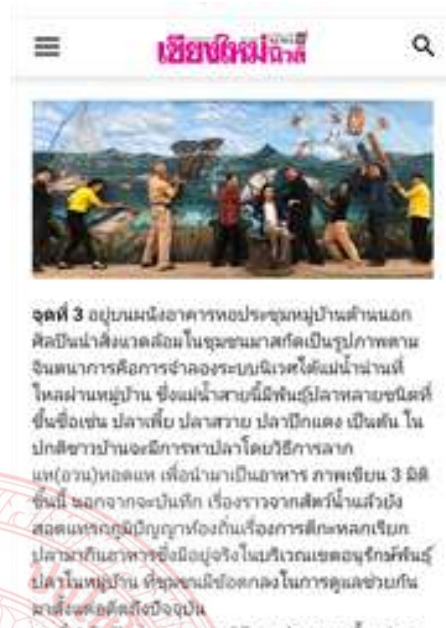 เชียงใหม่นิวส์
จุดที่ 3 อยู่บนผนังอาคารหอประชุมหมู่บ้านด้านนอก
ศิลปินนำสิ่งแวดล้อมในชุมชนมาสกัดเป็นรูปภาพตาม
จินตนาการคือการจำลองระบบนิเวศใต้แม่น้ำน่านที่
ไหลผ่านหมู่บ้าน ซึ่งแม่น้ำสายนี้มีพันธุ์ปลาหลายชนิดที่
ขึ้นชื่อเช่น ปลาเพี้ย ปลาสวาย ปลาปีกแดง เป็นต้น ใน
ปกติชาวบ้านจะมีการหาปลาโดยวิธีการลาก
แห(อวน)ทอดแห เพื่อนำมาเป็นอาหาร ภาพเขียน 3 มิติ
ชิ้นนี้ นอกจากจะบันทึก เรื่องราวจากสัตว์น้ำแล้วยัง
สอดแทรกภูมิปัญญาท้องถิ่นเรื่องการตีกะหลกเรียก
ปลามากินอาหารซึ่งมีอยู่จริงในบริเวณเขตอนุรักษ์พันธุ์
ปลาในหมู่บ้าน ที่ชุมชนมีข้อตกลงในการดูแลช่วยกัน
มาตั้งแต่อดีตถึงปัจจุบัน